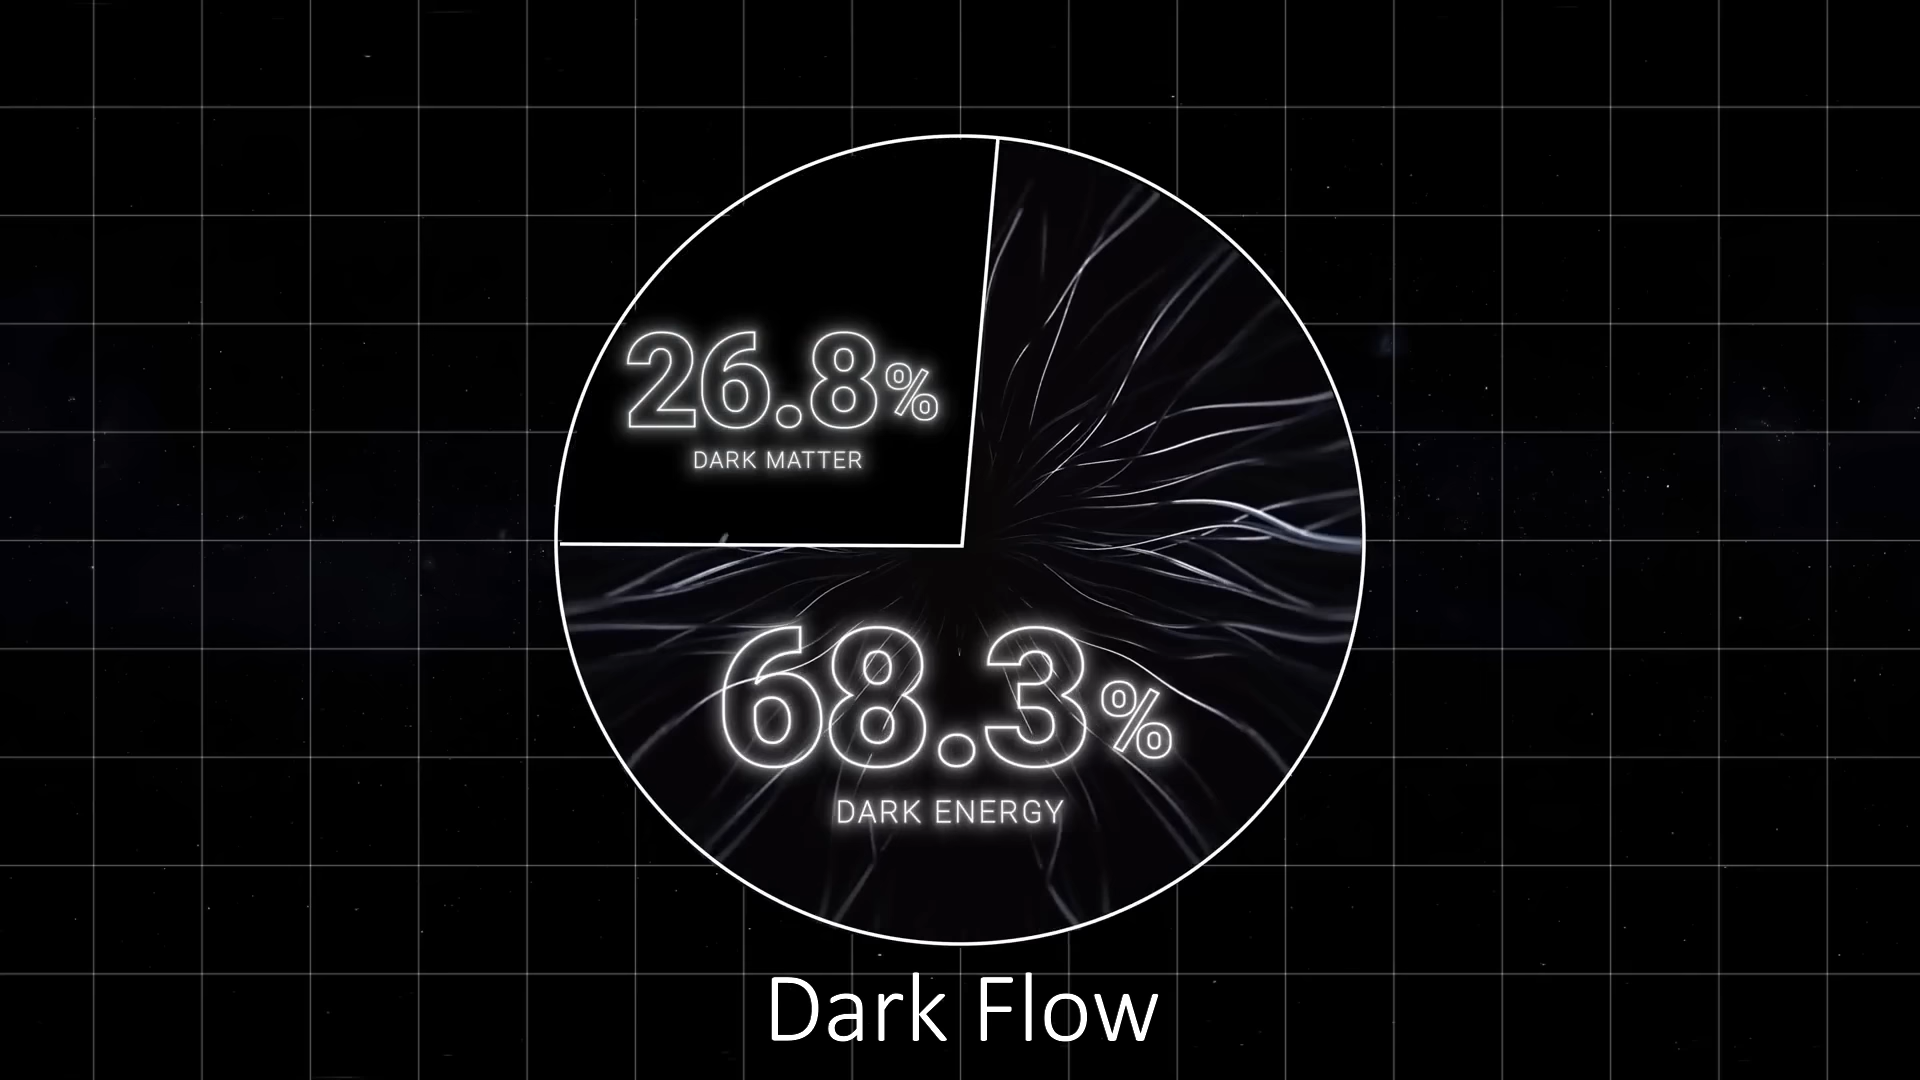 26.8%
DARK MATTER
68.3%
DARK ENERGY
Dark Flow